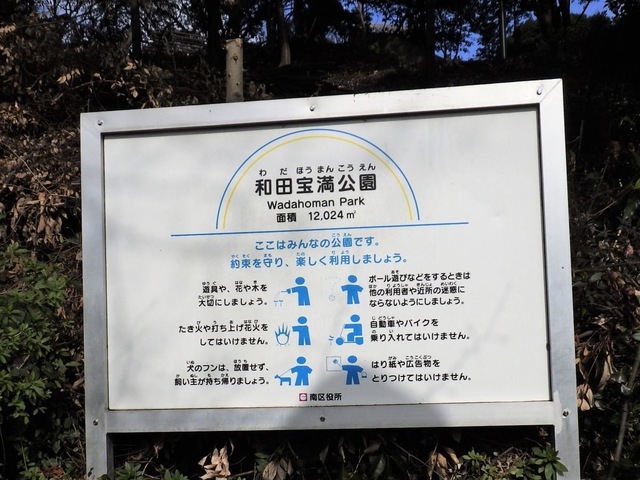 わだほうまんこうえん
和田宝満公園
Wadahoman Park
面積 12,024㎡
ここはみんなの公園です。
約束を守り、楽しく利用しましょう。
遊具や、花や木を
大切にしましょう。
ボール遊びなどをするときは
他の利用者や近所の迷惑に
ならないようにしましょう。
たき火や打ち上げ花火を
してはいけません。
自動車やバイクを
乗り入れてはいけません。
犬のフンは、放置せず、
飼い主が持ち帰りましょう。
はり紙や広告物を
とりつけてはいけません。
南区役所